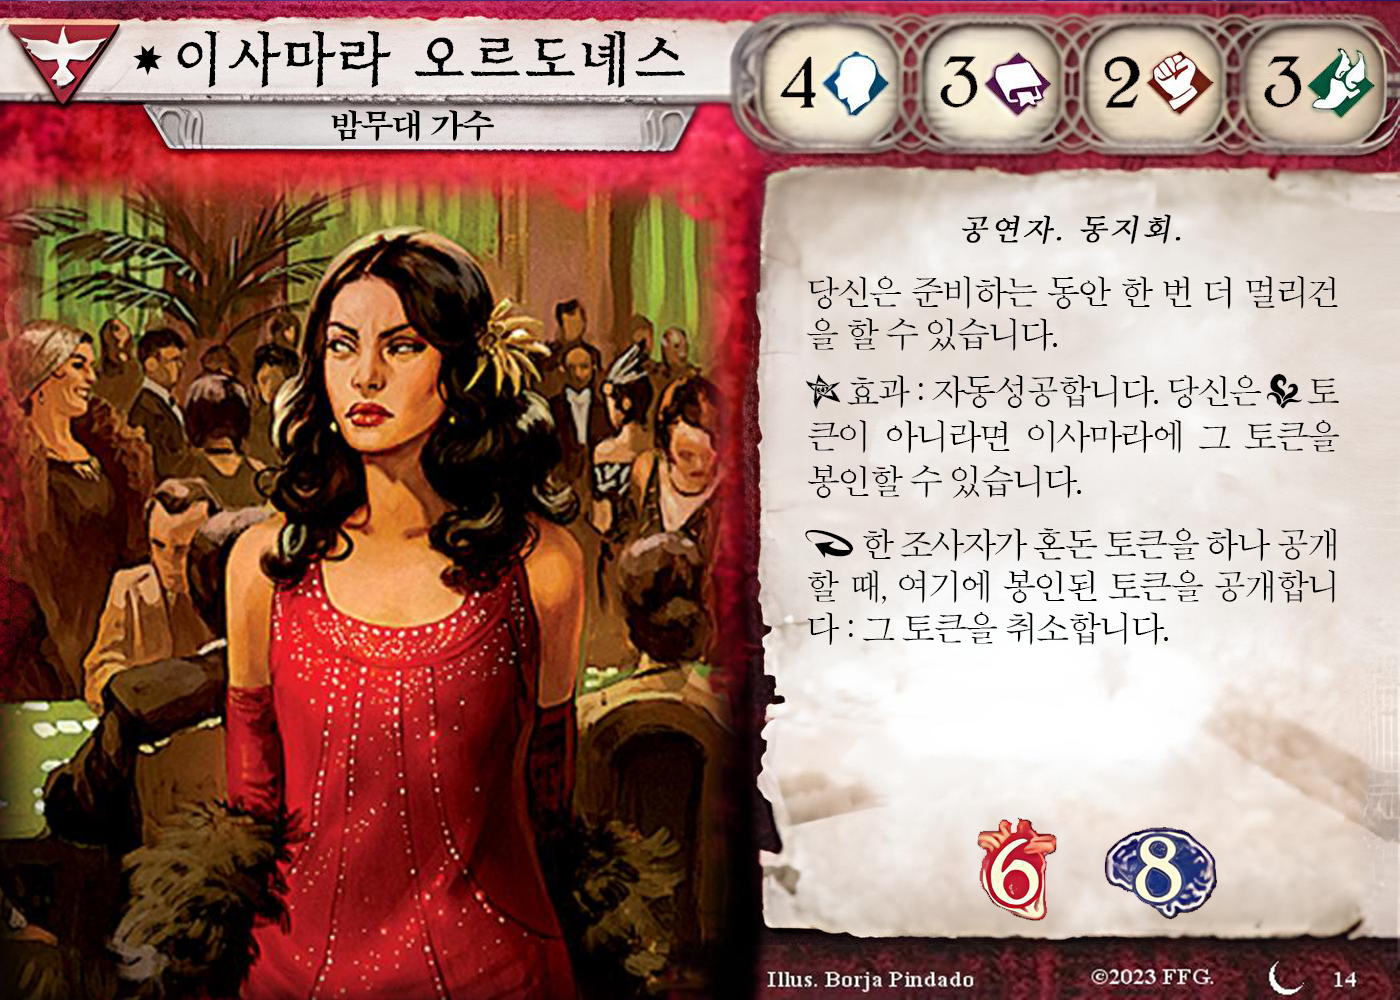 이사마라 오르도녜스
밤무대 가수
4 3 2 3
공연자. 동지회.
당신은 준비하는 동안 한 번 더 멀리건
을 할 수 있습니다.
효과 : 자동성공합니다. 당신은 토
큰이 아니라면 이사마라에 그 토큰을
봉인할 수 있습니다.
한 조사자가 혼돈 토큰을 하나 공개
할 때, 여기에 봉인된 토큰을 공개합니
다 : 그 토큰을 취소합니다.
6 8
Illus. Borja Pindado ©2023 FFG. 14